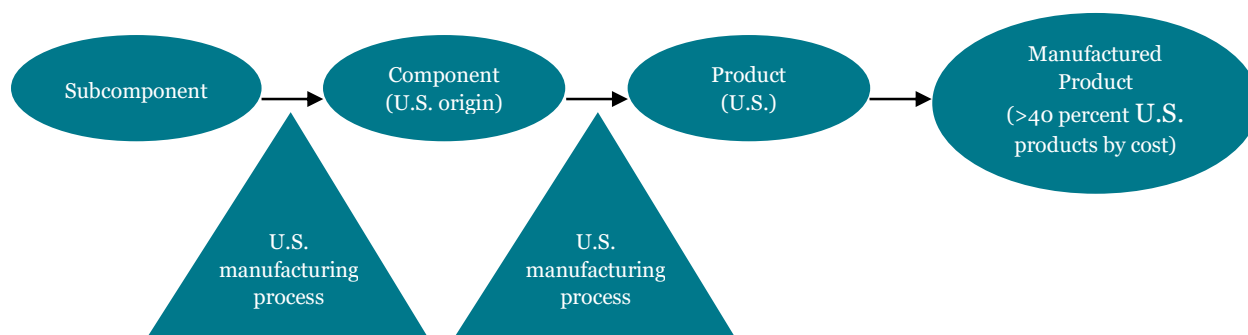 Subcomponent
Component
(U.S. origin)
Product
(U.S.)
Manufactured
Product
(>40 percent U.S.
products by cost)
U.S.
manufacturing
process
U.S.
manufacturing
process